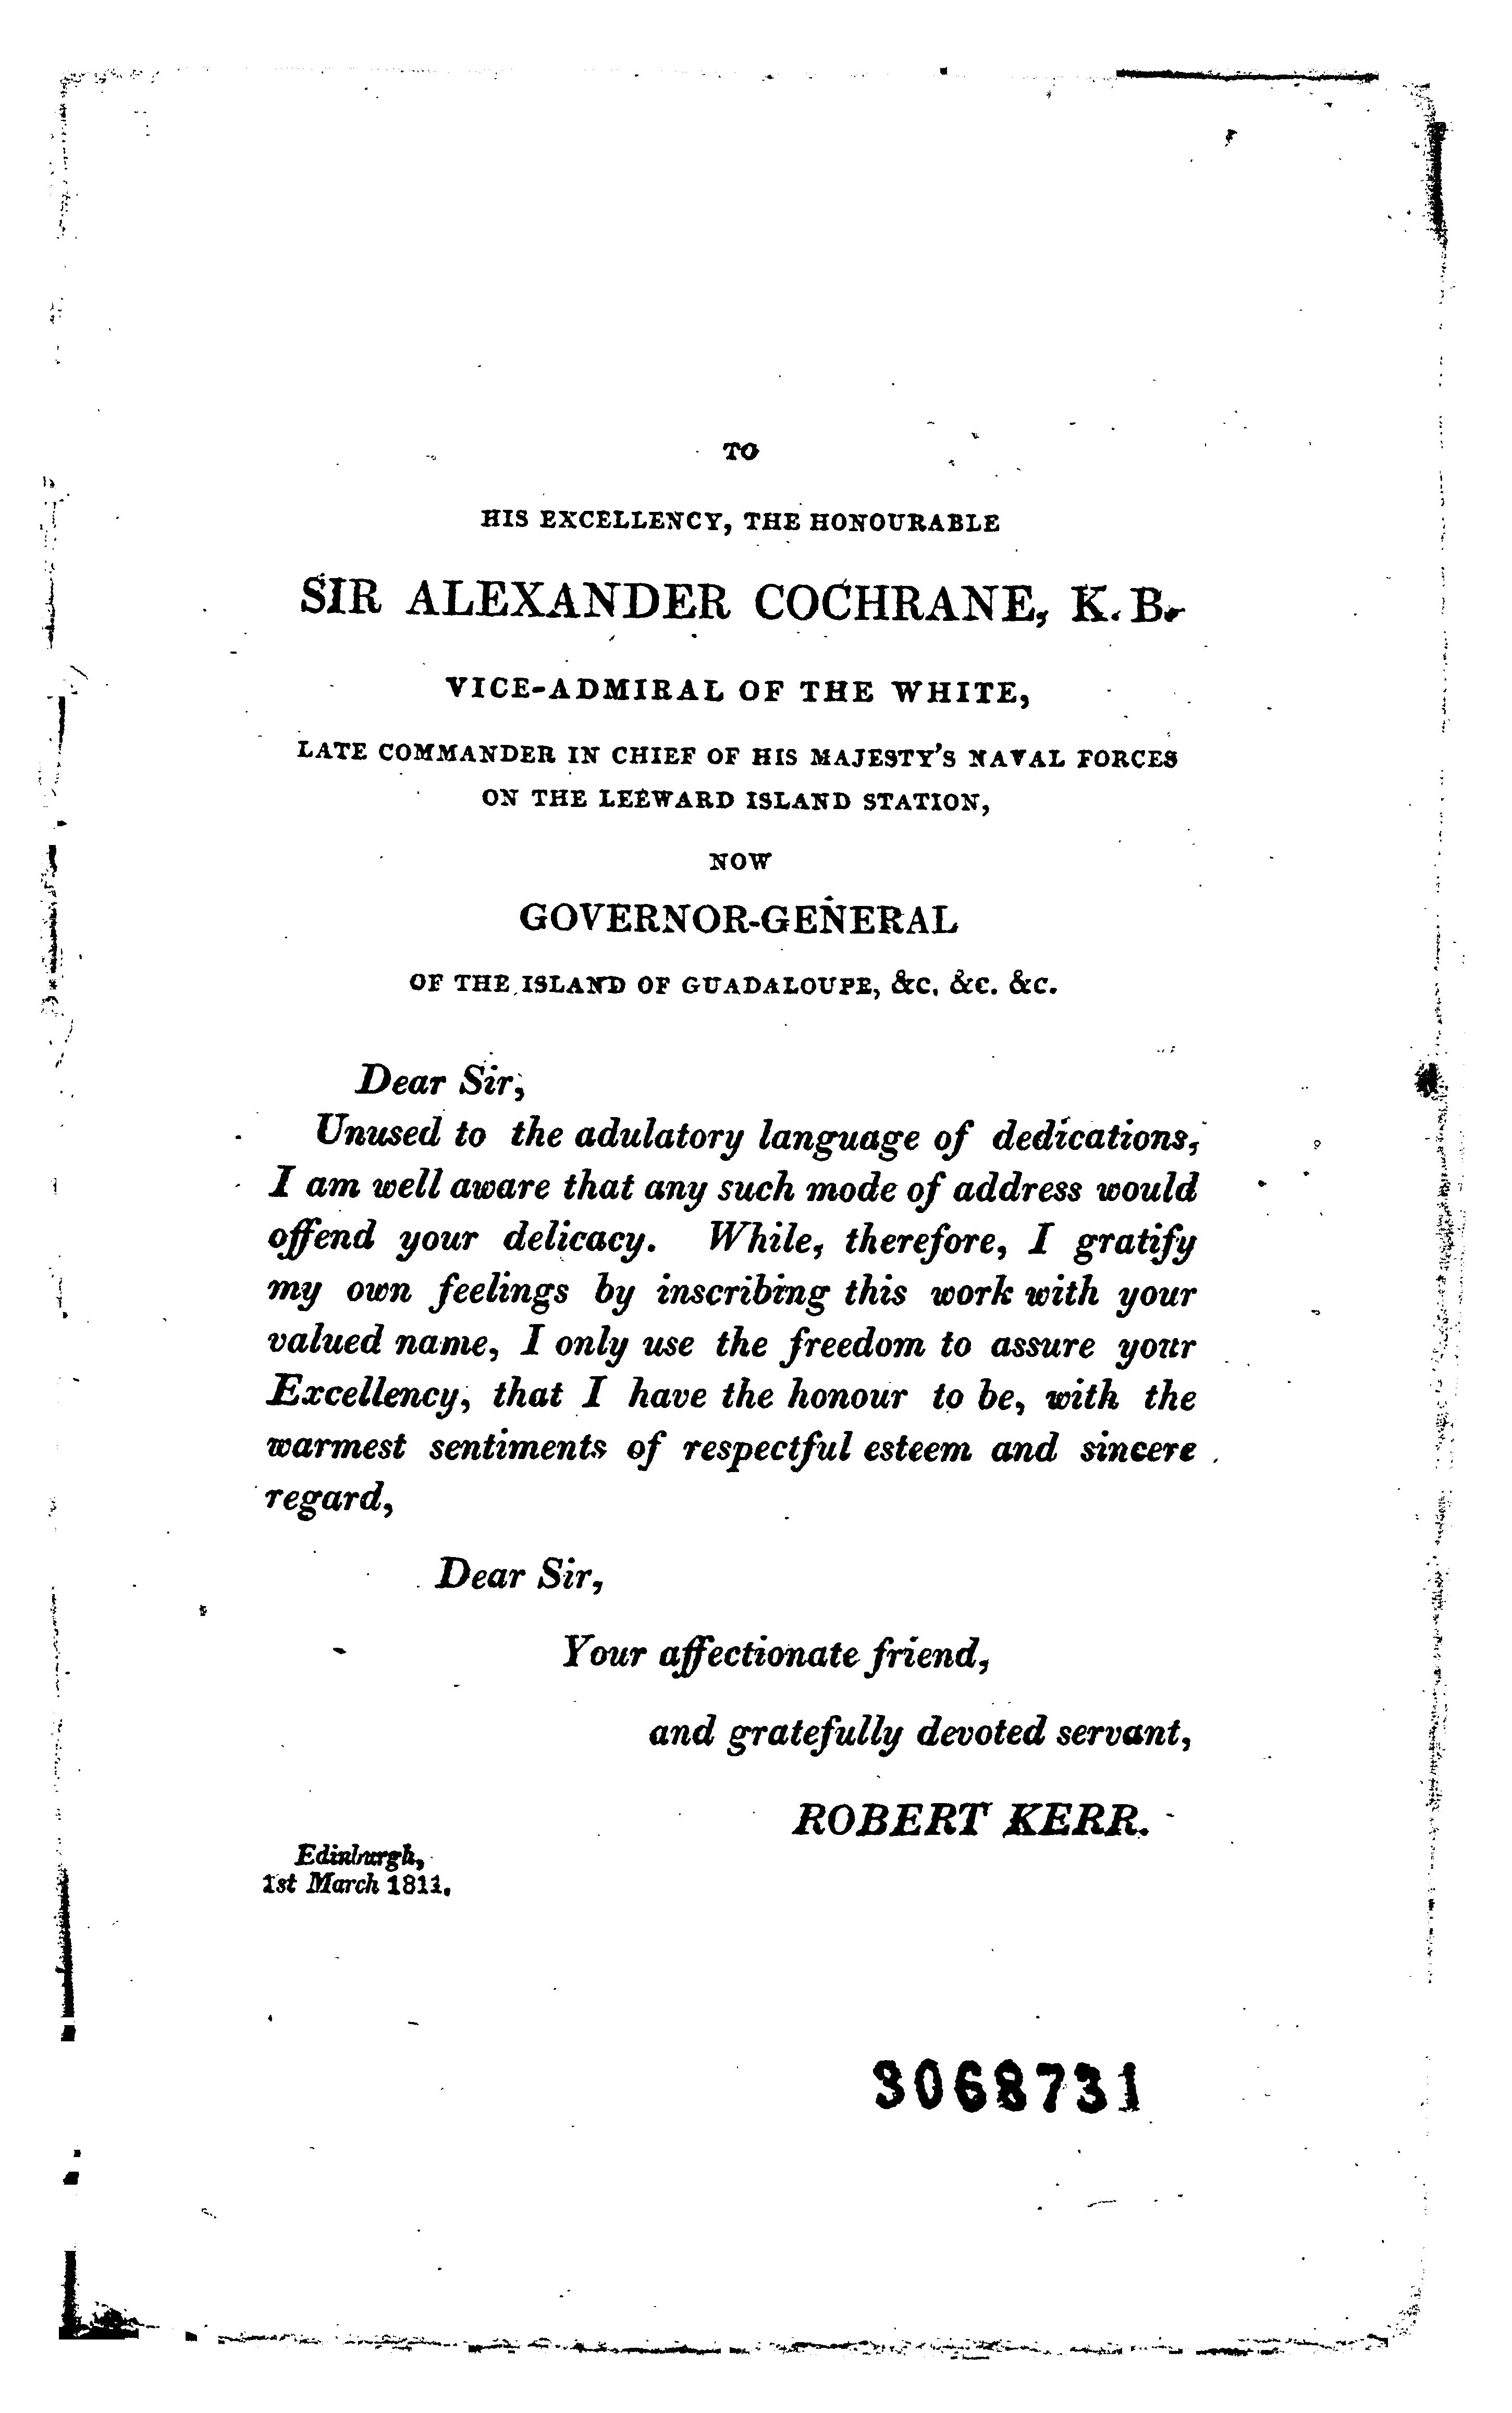 TO
HIS EXCELLENCY, THE HONOURABLE
SIR ALEXANDER COCHRANE, K. B.
VICE-ADMIRAL OF THE WHITE,
LATE COMMANDER IN CHIEF OF HIS MAJESTY'S NAVAL FORCES
ON THE LEEWARD ISLAND STATION,
NOW
GOVERNOR-GENERAL
OF THE ISLAND OF GUADALOUPE, &C. &C. &C.
Dear Sir,
Unused to the adulatory language of dedications,
I am well aware that any such mode of address would
offend your delicacy. While, therefore, I gratify
my own feelings by inscribing this work with your
valued name, I only use the freedom to assure your
Excellency, that I have the honour to be, with the
warmest sentiments of respectful esteem and sincere
regard,
Dear Sir,
Your affectionate friend,
and gratefully devoted servant,
ROBERT KERR.
Edinburgh,
1st March 1811.
3068731